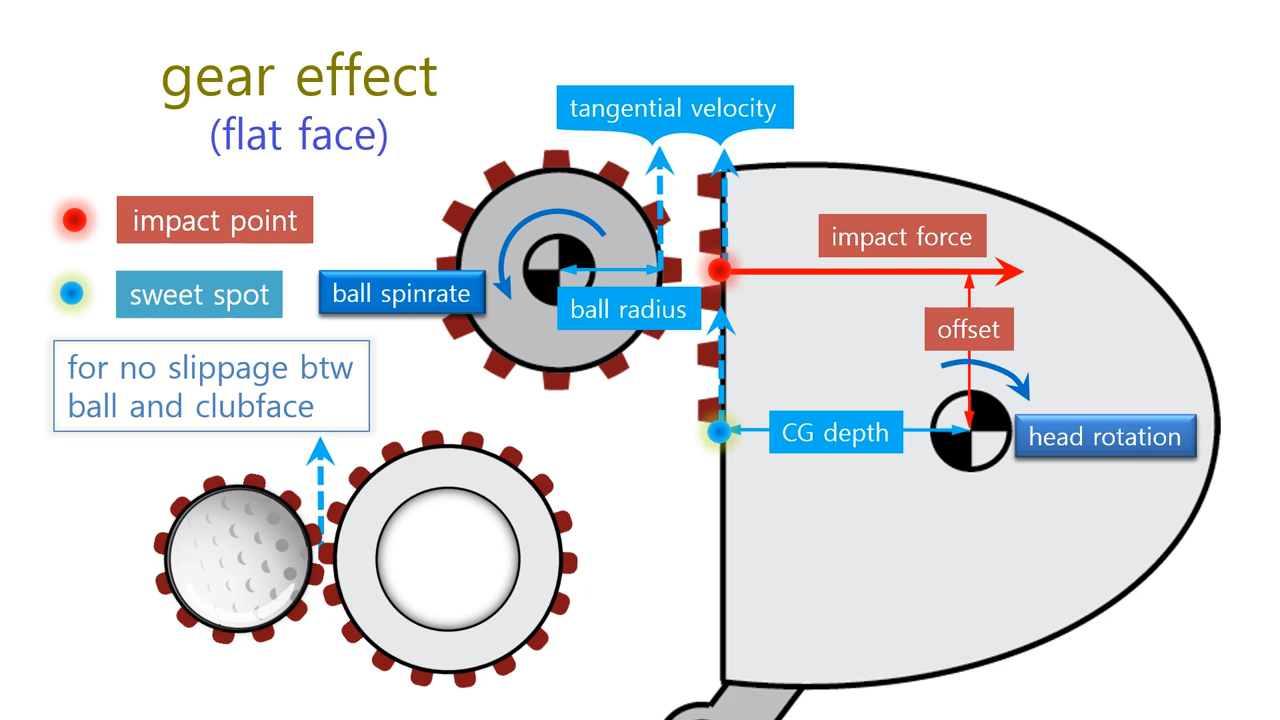 gear effect
(flat face)
tangential velocity
impact point
impact force
sweet spot
ball spinrate
ball radius
offset
for no slippage btw
ball and clubface
CG depth
head rotation